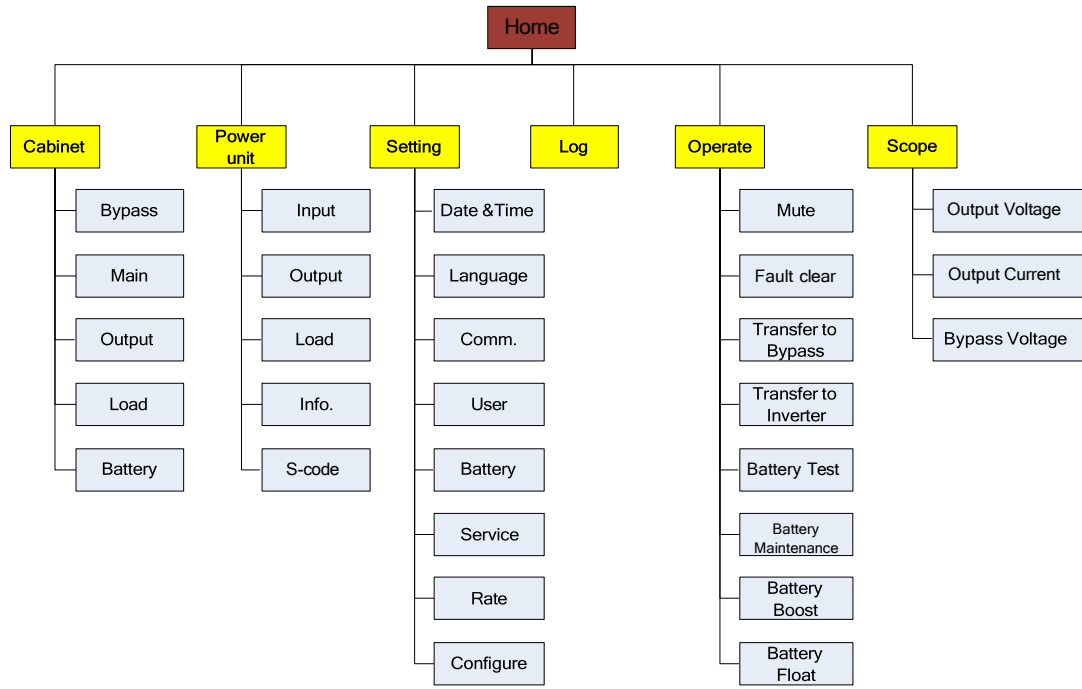 Home
Cabinet
Power
unit
Setting
Log
Operate
Scope
Bypass
Main
Output
Load
Battery
Input
Output
Load
Info.
S-code
Date &Time
Language
Comm.
User
Battery
Service
Rate
Configure
Mute
Fault clear
Transfer to
Bypass
Transfer to
Inverter
Battery Test
Battery
Maintenance
Battery
Boost
Battery
Float
Output Voltage
Output Current
Bypass Voltage